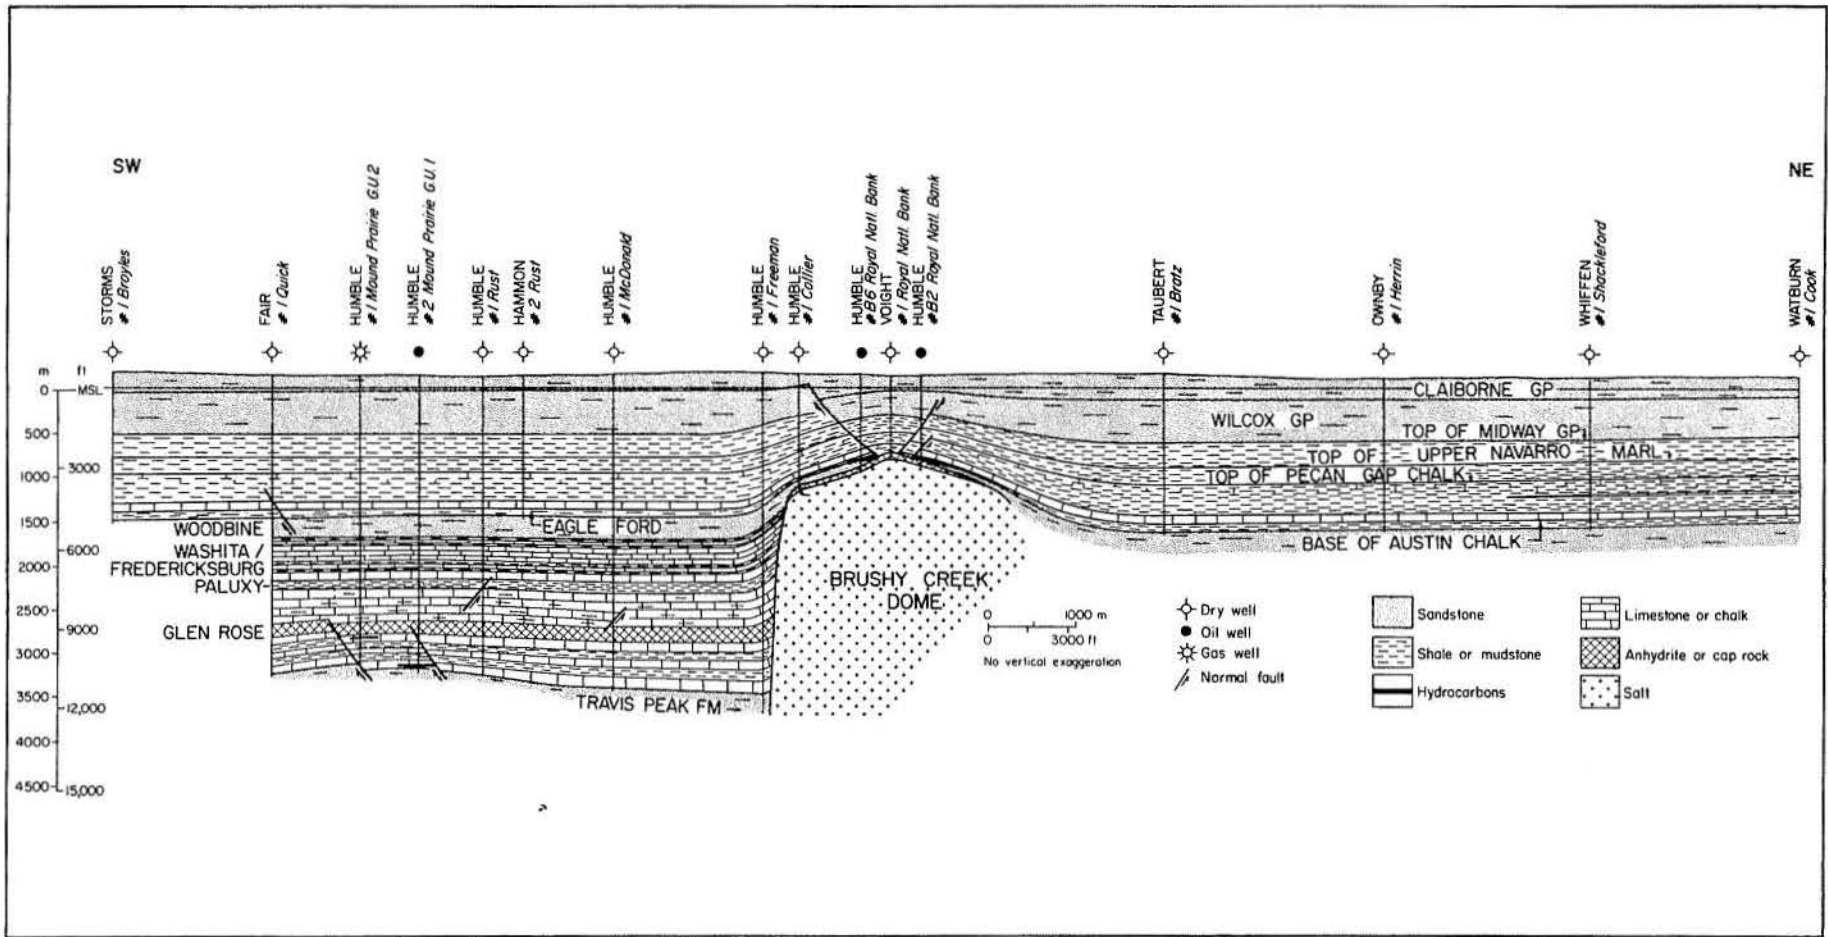 SW
NE
STORMS
# 1 Broyles
FAIR
# 1 Quick
HUMBLE
# 1 Mound Prairie G.U. 2
HUMBLE
# 2 Mound Prairie G.U. 1
HUMBLE
# 1 Rust
HAMMON
# 2 Rust
HUMBLE
# 1 McDonald
HUMBLE
# 1 Freeman
HUMBLE
# 1 Collier
HUMBLE
#B6 Royal Natl. Bank
VOIGHT
# 1 Royal Natl. Bank
HUMBLE
#B2 Royal Natl. Bank
TAUBERT
# 1 Bratz
OWNBY
# 1 Herrin
WHIFFEN
# 1 Shackleford
WATBURN
# 1 Cook
m ft
0 MSL
500
3000
1000
1500
6000
2000
2500
9000
3000
3500
12,000
4000
4500 15,000
CLAIBORNE GP
WILCOX GP
TOP OF MIDWAY GP
TOP OF UPPER NAVARRO MARL
TOP OF PECAN GAP CHALK
EAGLE FORD
WOODBINE
BASE OF AUSTIN CHALK
WASHITA /
FREDERICKSBURG
PALUXY
GLEN ROSE
TRAVIS PEAK FM
BRUSHY CREEK
DOME
0 1000 m
0 3000 ft
No vertical exaggeration
Dry well
Oil well
Gas well
Normal fault
Sandstone
Shale or mudstone
Hydrocarbons
Limestone or chalk
Anhydrite or cap rock
Salt